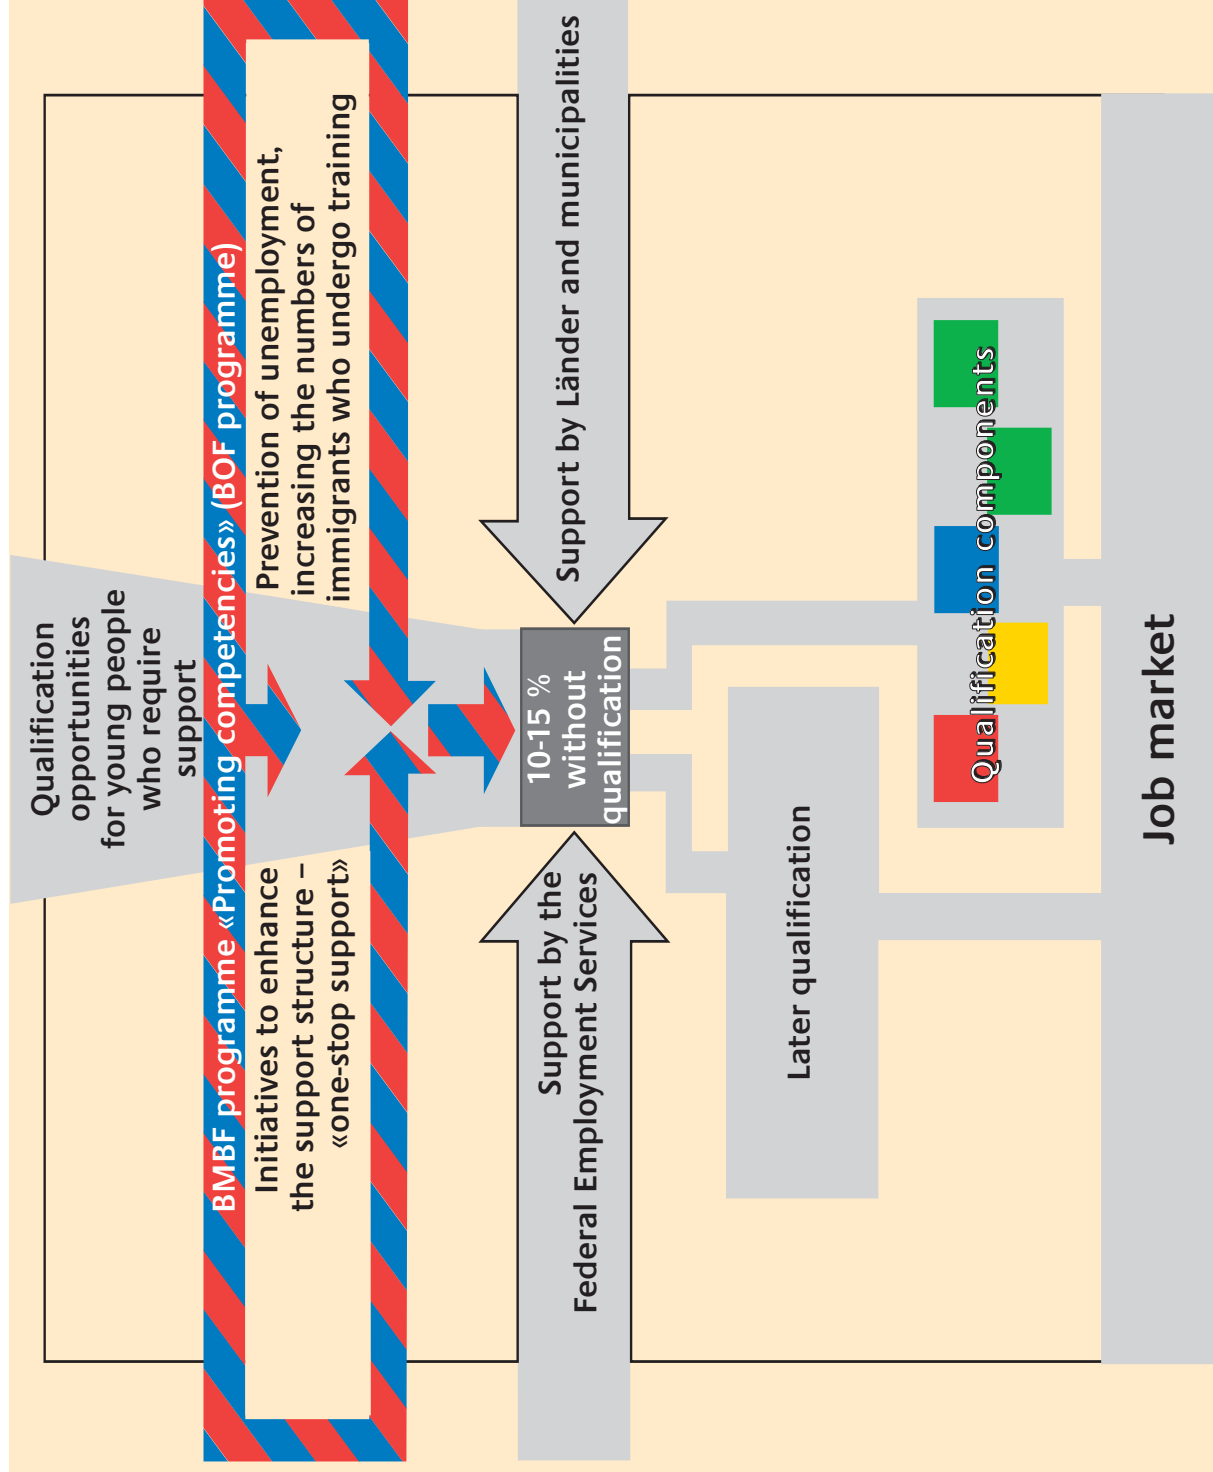 Qualification
opportunities
for young people
who require
support
BMBF programme «Promoting competencies» (BOF programme)
Initiatives to enhance
the support structure –
«one-stop support»
Prevention of unemployment,
increasing the numbers of
immigrants who undergo training
Support by the
Federal Employment Services
10-15 %
without
qualification
Support by Länder and municipalities
Later qualification
Qualification components
Job market